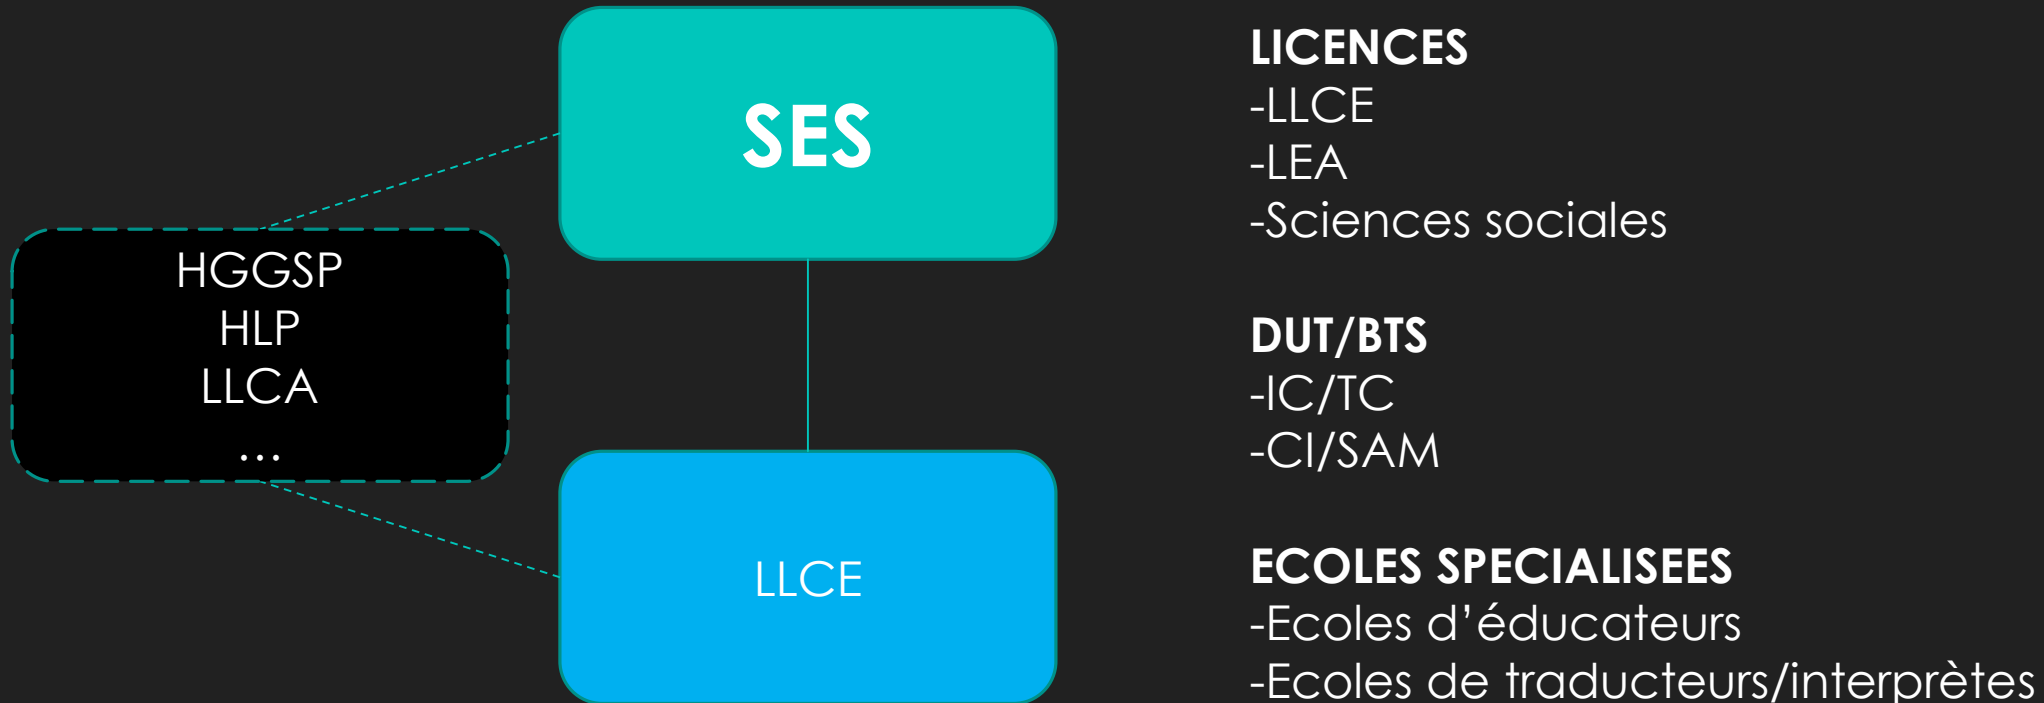 SES
HGGSP
HLP
LLCA
...
LLCE
LICENCES
-LLCE
-LEA
-Sciences sociales
DUT/BTS
-IC/TC
-CI/SAM
ECOLES SPECIALISEES
-Ecoles d’éducateurs
-Ecoles de traducteurs/interprètes